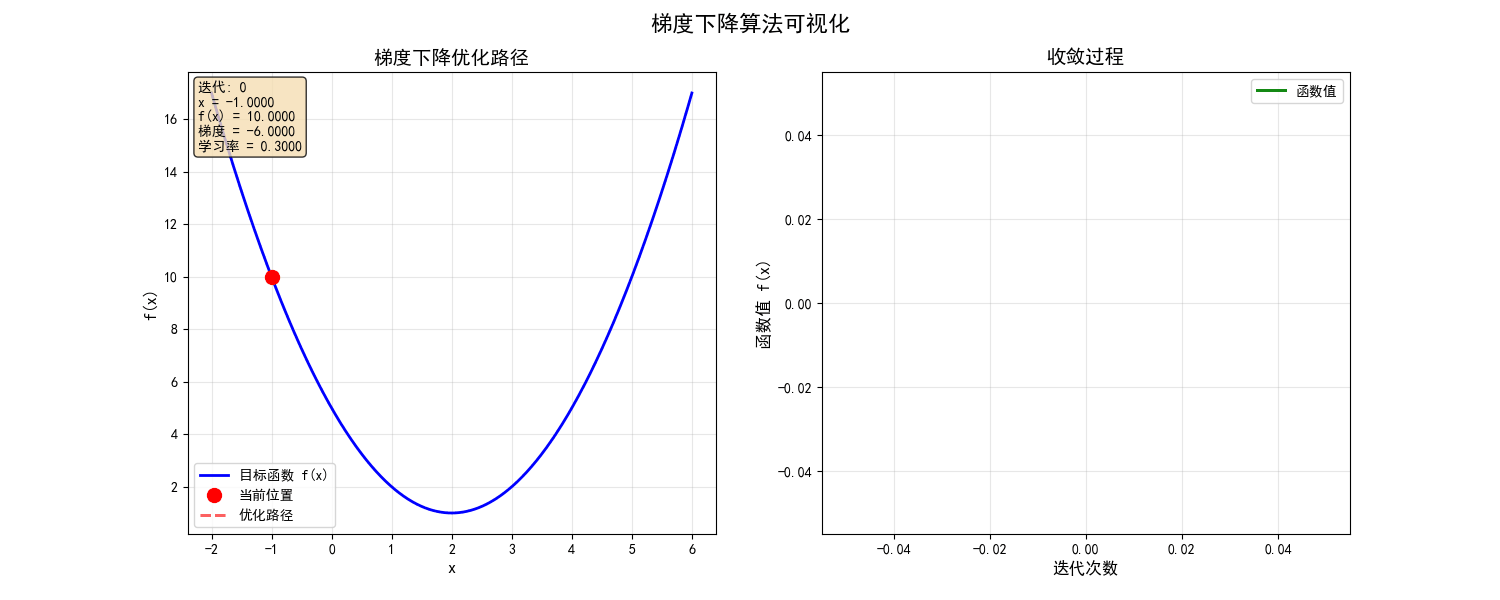 梯度下降算法可视化
梯度下降优化路径
迭代: 0
x = -1.0000
f(x) = 10.0000
梯度 = -6.0000
学习率 = 0.3000
16
14
12
10
8
6
4
2
f(x)
目标函数 f(x)
当前位置
优化路径
-2 -1 0 1 2 3 4 5 6
x
收敛过程
函数值
0.04
0.02
0.00
-0.02
-0.04
函数值 f(x)
-0.04 -0.02 0.00 0.02 0.04
迭代次数